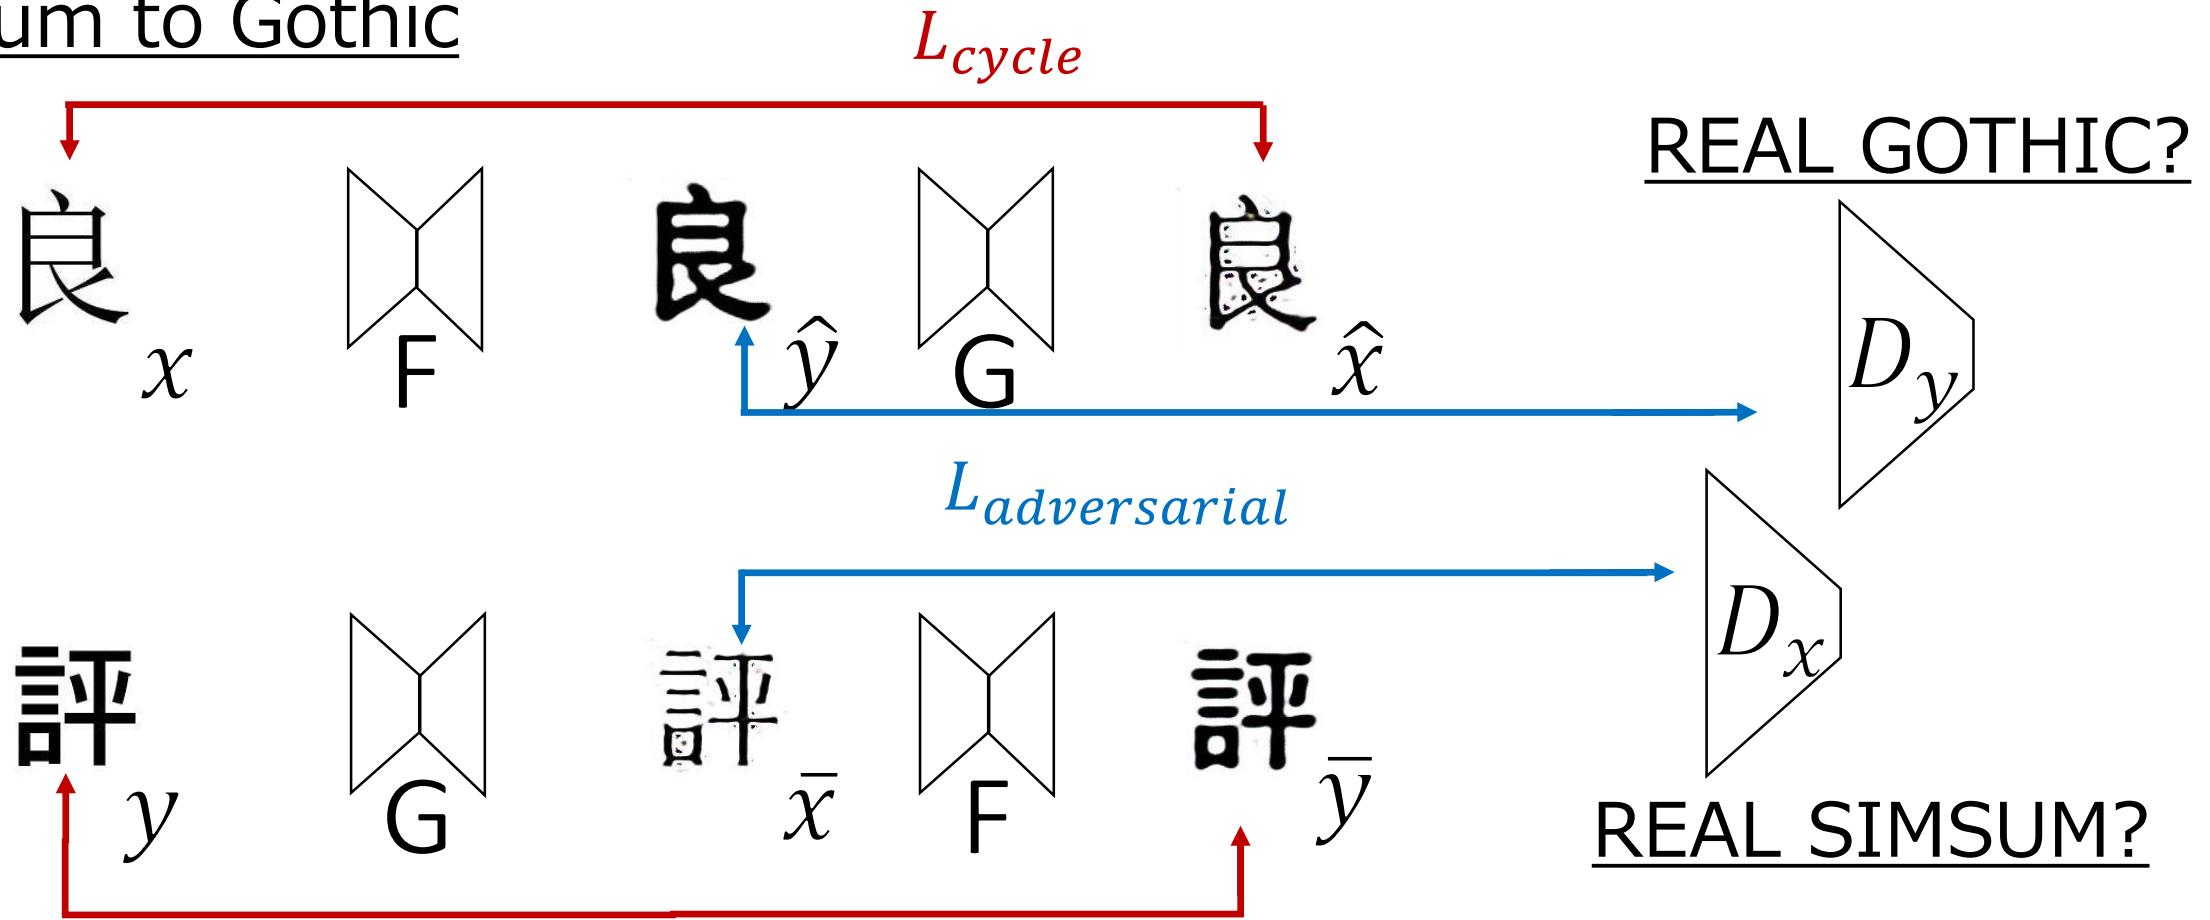 um to Gothic
L_cycle
REAL GOTHIC?
良 良 良
x F ŷ G x̂
D_y
L_adversarial
D_x
評 評 評
y G x̄ F ȳ
REAL SIMSUM?